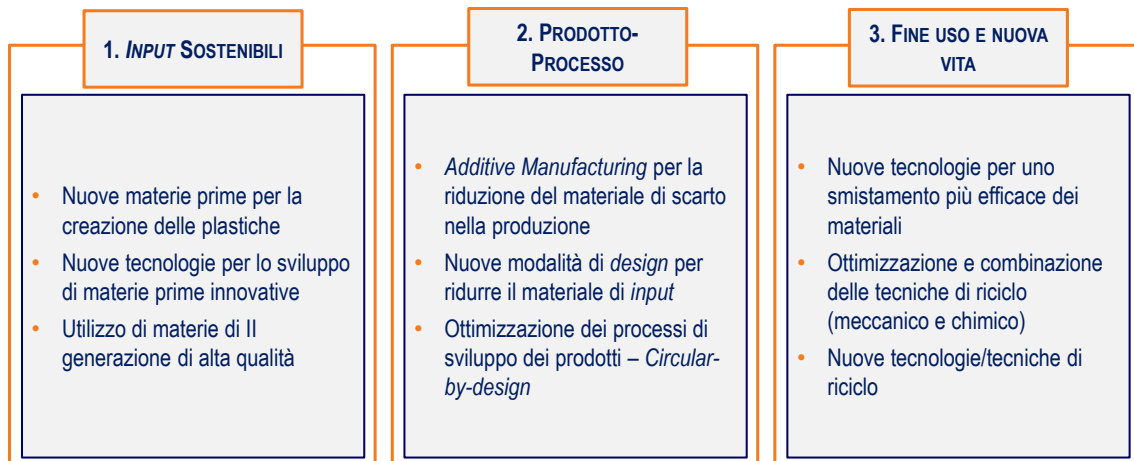 1. INPUT SOSTENIBILI
• Nuove materie prime per la
creazione delle plastiche
• Nuove tecnologie per lo sviluppo
di materie prime innovative
• Utilizzo di materie di II
generazione di alta qualità
2. PRODOTTO-
PROCESSO
• Additive Manufacturing per la
riduzione del materiale di scarto
nella produzione
• Nuove modalità di design per
ridurre il materiale di input
• Ottimizzazione dei processi di
sviluppo dei prodotti – Circular-
by-design
3. FINE USO E NUOVA
VITA
• Nuove tecnologie per uno
smistamento più efficace dei
materiali
• Ottimizzazione e combinazione
delle tecniche di riciclo
(meccanico e chimico)
• Nuove tecnologie/tecniche di
riciclo